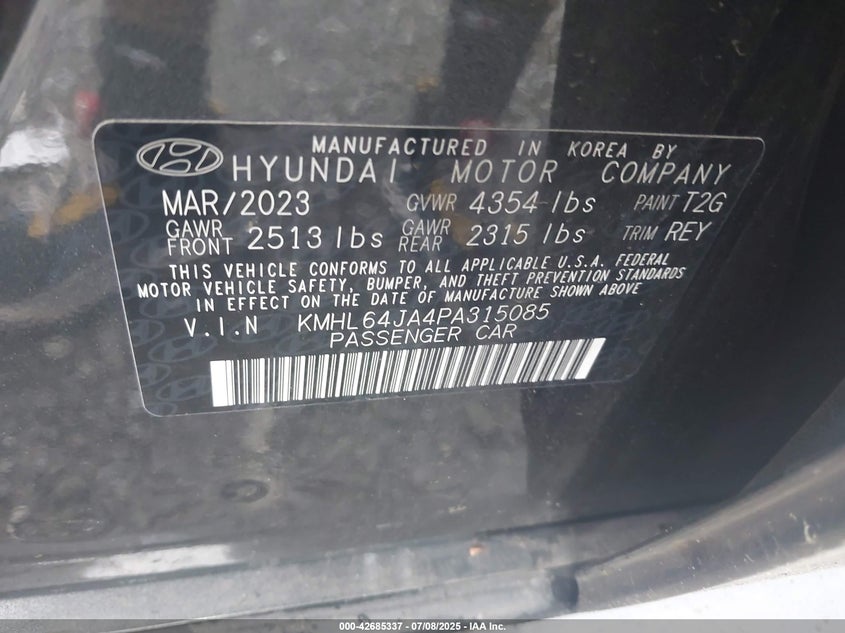 MANUFACTURED IN KOREA BY
HYUNDAI MOTOR COMPANY
MAR/2023 GVWR 4354 lbs PAINT T2G
GAWR FRONT 2513 lbs GAWR REAR 2315 lbs TRIM REY
THIS VEHICLE CONFORMS TO ALL APPLICABLE U.S.A. FEDERAL
MOTOR VEHICLE SAFETY, BUMPER, AND THEFT PREVENTION STANDARDS
IN EFFECT ON THE DATE OF MANUFACTURE SHOWN ABOVE
V.I.N KMHL64JA4PA315085
PASSENGER CAR
000-42685337 - 07/08/2025 - IAA Inc.